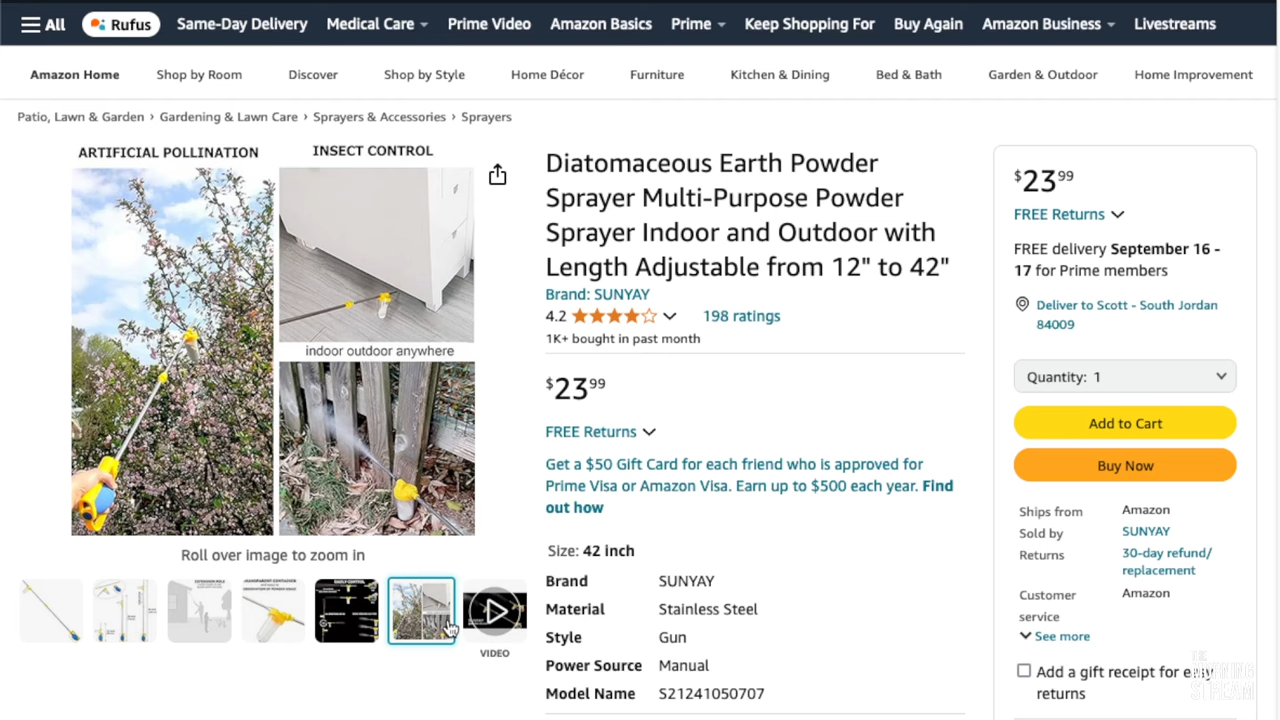 All
Rufus
Same-Day Delivery
Medical Care
Prime Video
Amazon Basics
Prime
Keep Shopping For
Buy Again
Amazon Business
Livestreams
Amazon Home
Shop by Room
Discover
Shop by Style
Home Décor
Furniture
Kitchen & Dining
Bed & Bath
Garden & Outdoor
Home Improvement
Patio, Lawn & Garden › Gardening & Lawn Care › Sprayers & Accessories › Sprayers
ARTIFICIAL POLLINATION
INSECT CONTROL
indoor outdoor anywhere
Roll over image to zoom in
VIDEO
Diatomaceous Earth Powder
Sprayer Multi-Purpose Powder
Sprayer Indoor and Outdoor with
Length Adjustable from 12" to 42"
Brand: SUNYAY
4.2
198 ratings
1K+ bought in past month
$23 99
FREE Returns
Get a $50 Gift Card for each friend who is approved for
Prime Visa or Amazon Visa. Earn up to $500 each year. Find
out how
Size: 42 inch
Brand SUNYAY
Material Stainless Steel
Style Gun
Power Source Manual
Model Name S21241050707
$23 99
FREE Returns
FREE delivery September 16 -
17 for Prime members
Deliver to Scott - South Jordan
84009
Quantity: 1
Add to Cart
Buy Now
Ships from Amazon
Sold by SUNYAY
Returns 30-day refund/
replacement
Customer Amazon
service
See more
Add a gift receipt for easy
returns
THE
MORNING
STREAM